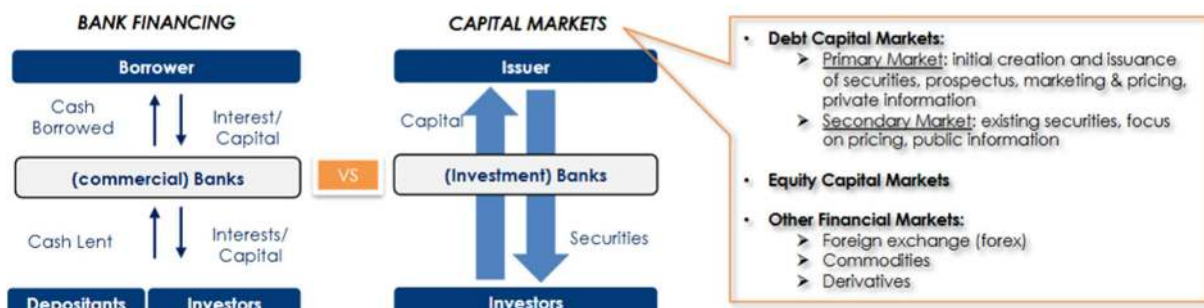 BANK FINANCING
Borrower
Cash
Borrowed
Interest/
Capital
(commercial) Banks
Cash Lent
Interests/
Capital
Depositants
Investors
VS
CAPITAL MARKETS
Issuer
Capital
(Investment) Banks
Securities
Investors
• Debt Capital Markets:
➤ Primary Market: initial creation and issuance
of securities, prospectus, marketing & pricing,
private information
➤ Secondary Market: existing securities, focus
on pricing, public information
• Equity Capital Markets
• Other Financial Markets:
➤ Foreign exchange (forex)
➤ Commodities
➤ Derivatives